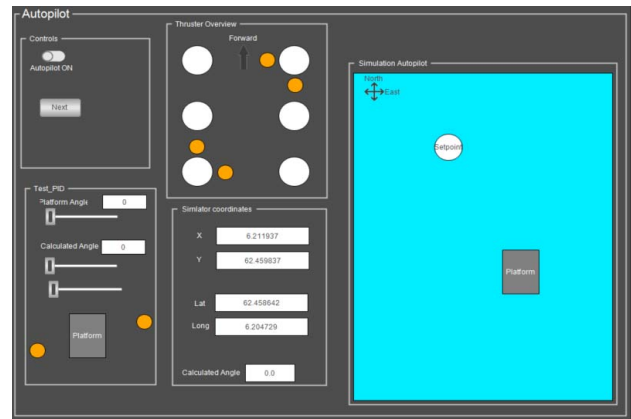 Autopilot
Controls
Autopilot ON
Next
Thruster Overview
Forward
Test_PID
Platform Angle
0
Calculated Angle
0
Platform
Simlator coordinates
X
6.211937
Y
62.459837
Lat
62.458642
Long
6.204729
Calculated Angle
0.0
Simulation Autopilot
North
East
Setpoint
Platform